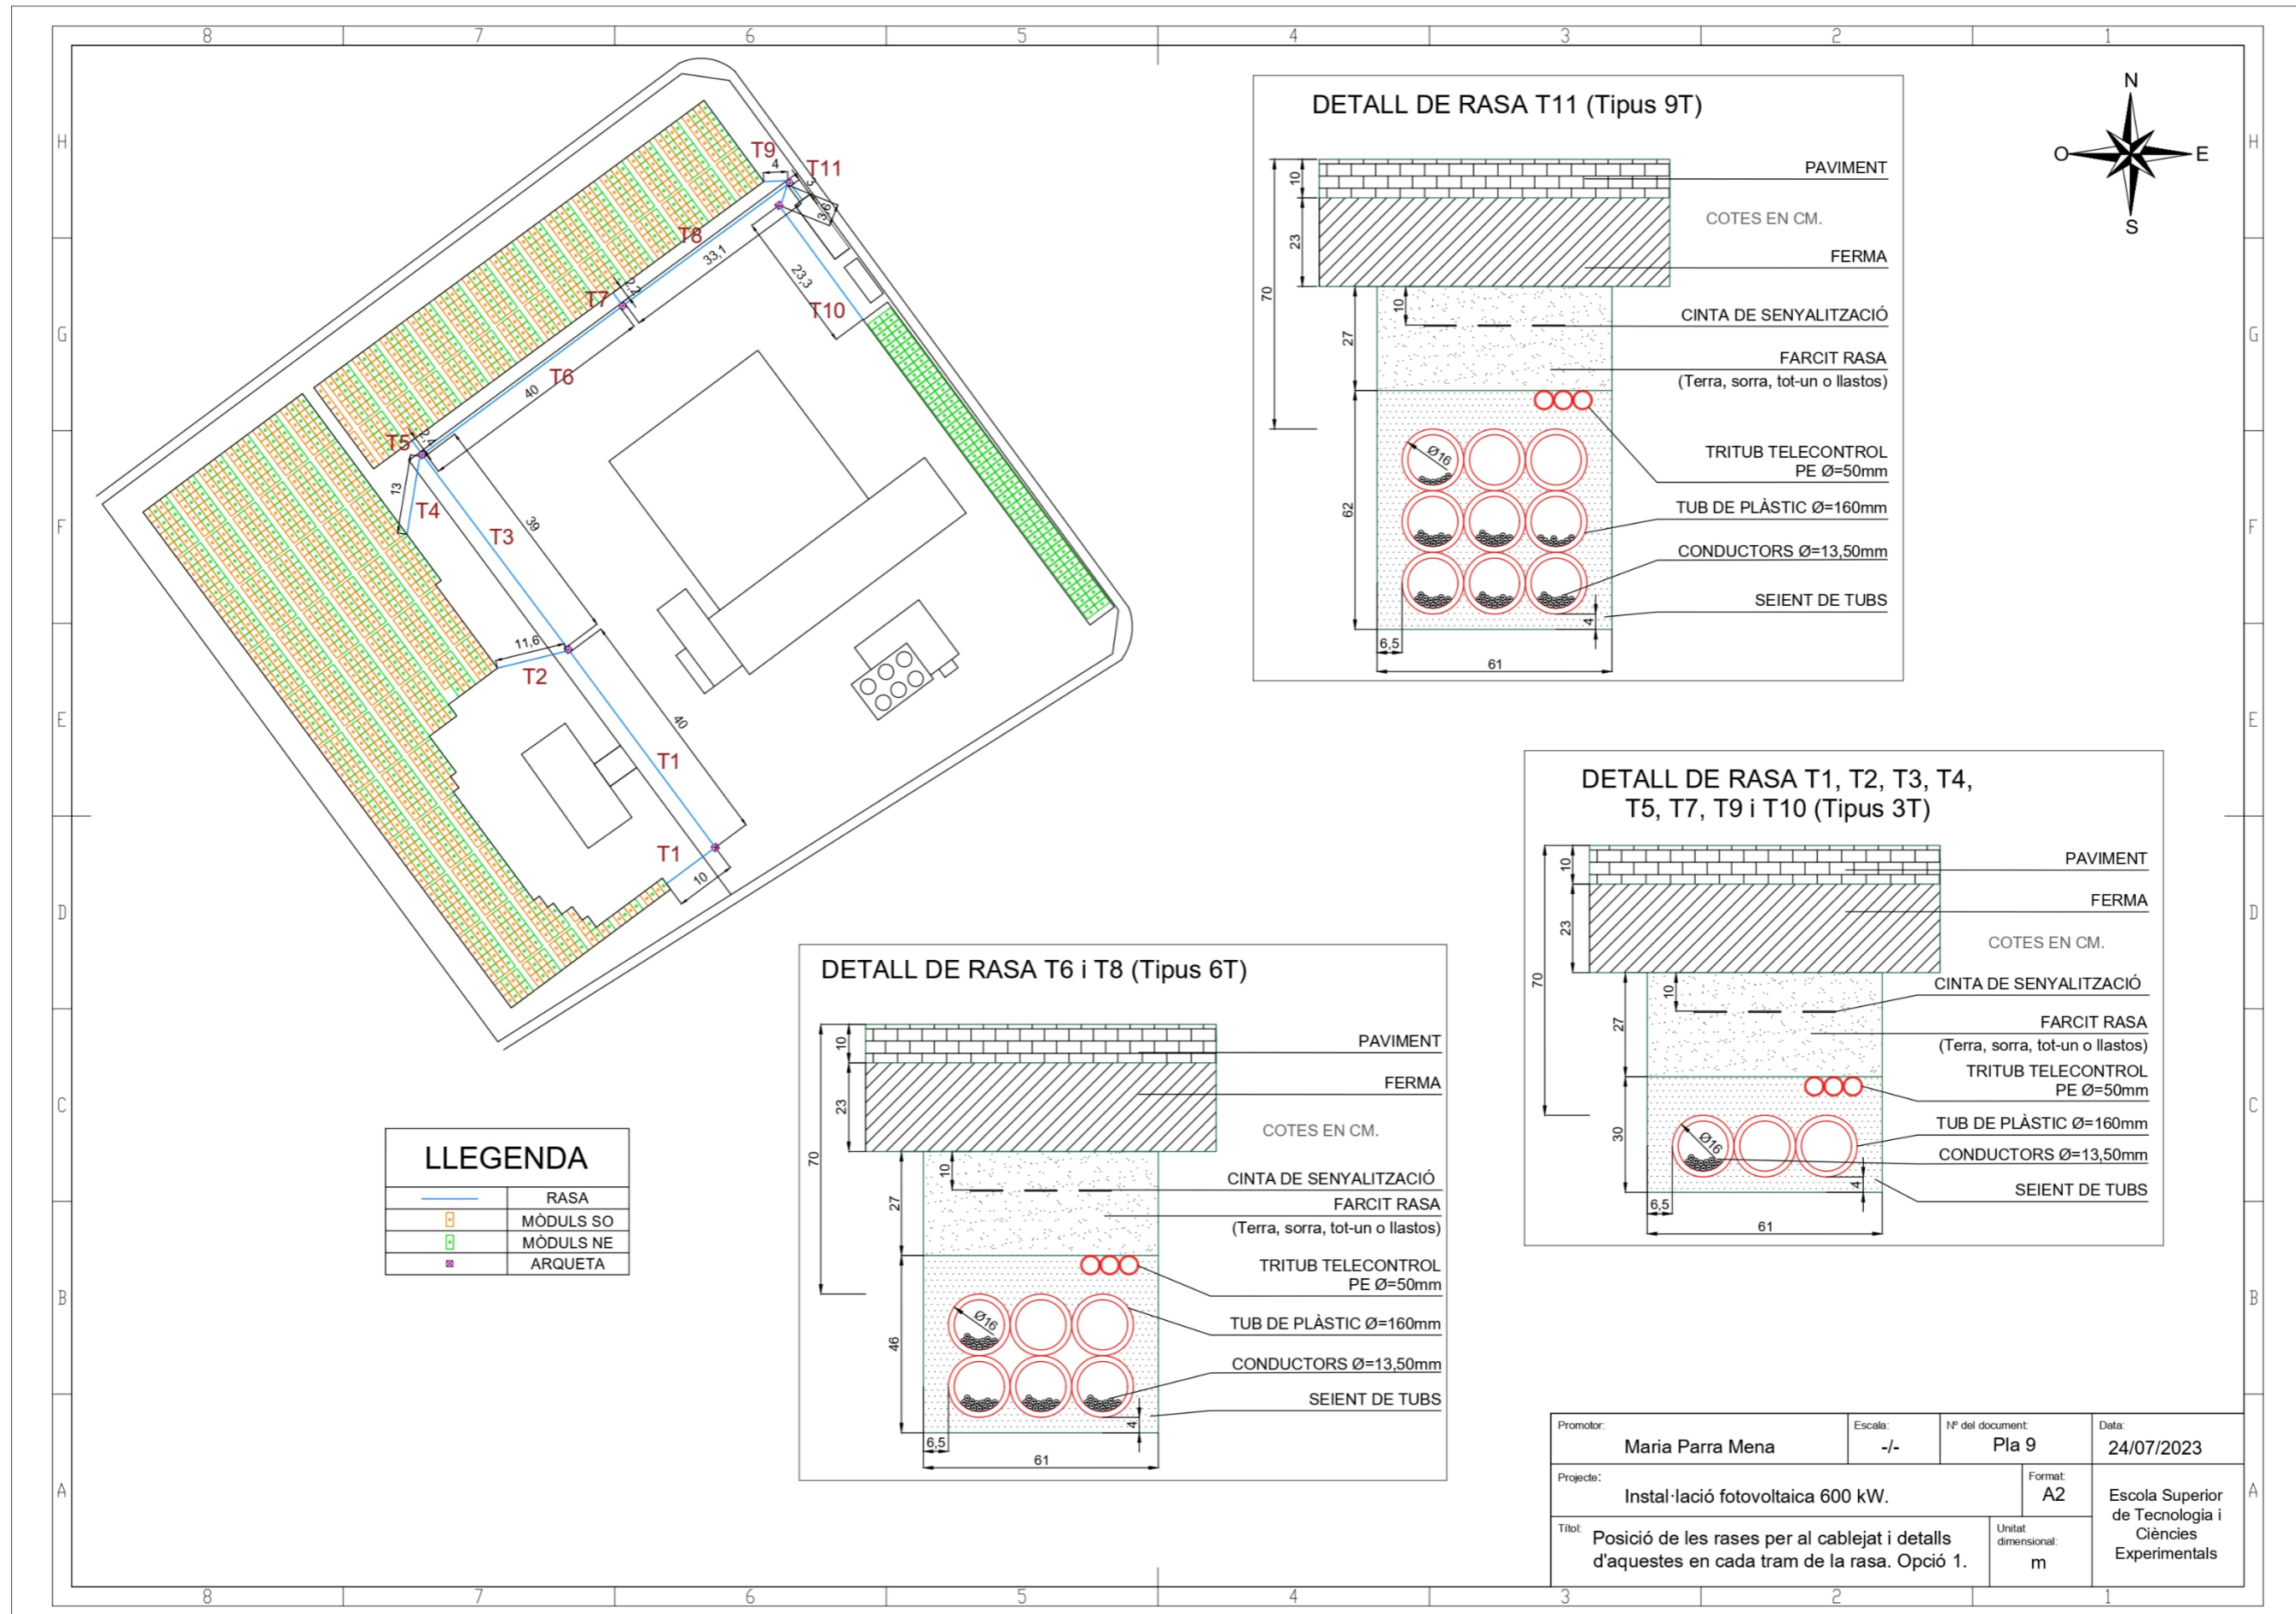 8 7 6 5 4 3 2 1
H
G
F
E
D
C
B
A
T9
4
T11
3
3,6
T8
33,1
23,3
T10
T7
2,2
T6
40
T5
2,4
13
T4
T3
39
11,6
T2
40
T1
T1
10
DETALL DE RASA T11 (Tipus 9T)
PAVIMENT
COTES EN CM.
FERMA
CINTA DE SENYALITZACIÓ
FARCIT RASA
(Terra, sorra, tot-un o llastos)
TRITUB TELECONTROL
PE Ø=50mm
TUB DE PLÀSTIC Ø=160mm
CONDUCTORS Ø=13,50mm
SEIENT DE TUBS
10
23
70
10
27
62
Ø16
4
6,5
61
N
O
E
S
DETALL DE RASA T1, T2, T3, T4,
T5, T7, T9 i T10 (Tipus 3T)
PAVIMENT
FERMA
COTES EN CM.
CINTA DE SENYALITZACIÓ
FARCIT RASA
(Terra, sorra, tot-un o llastos)
TRITUB TELECONTROL
PE Ø=50mm
TUB DE PLÀSTIC Ø=160mm
CONDUCTORS Ø=13,50mm
SEIENT DE TUBS
10
23
70
10
27
30
Ø16
4
6,5
61
DETALL DE RASA T6 i T8 (Tipus 6T)
PAVIMENT
FERMA
COTES EN CM.
CINTA DE SENYALITZACIÓ
FARCIT RASA
(Terra, sorra, tot-un o llastos)
TRITUB TELECONTROL
PE Ø=50mm
TUB DE PLÀSTIC Ø=160mm
CONDUCTORS Ø=13,50mm
SEIENT DE TUBS
10
23
70
10
27
46
Ø16
4
6,5
61
LLEGENDA
RASA
MÒDULS SO
MÒDULS NE
ARQUETA
Promotor:
Maria Parra Mena
Escala:
-/-
Nº del document:
Pla 9
Data:
24/07/2023
Projecte:
Instal·lació fotovoltaica 600 kW.
Format:
A2
Escola Superior
de Tecnologia i
Ciències
Experimentals
Títol:
Posició de les rases per al cablejat i detalls
d'aquestes en cada tram de la rasa. Opció 1.
Unitat
dimensional:
m
H
G
F
E
D
C
B
A
8 7 6 5 4 3 2 1